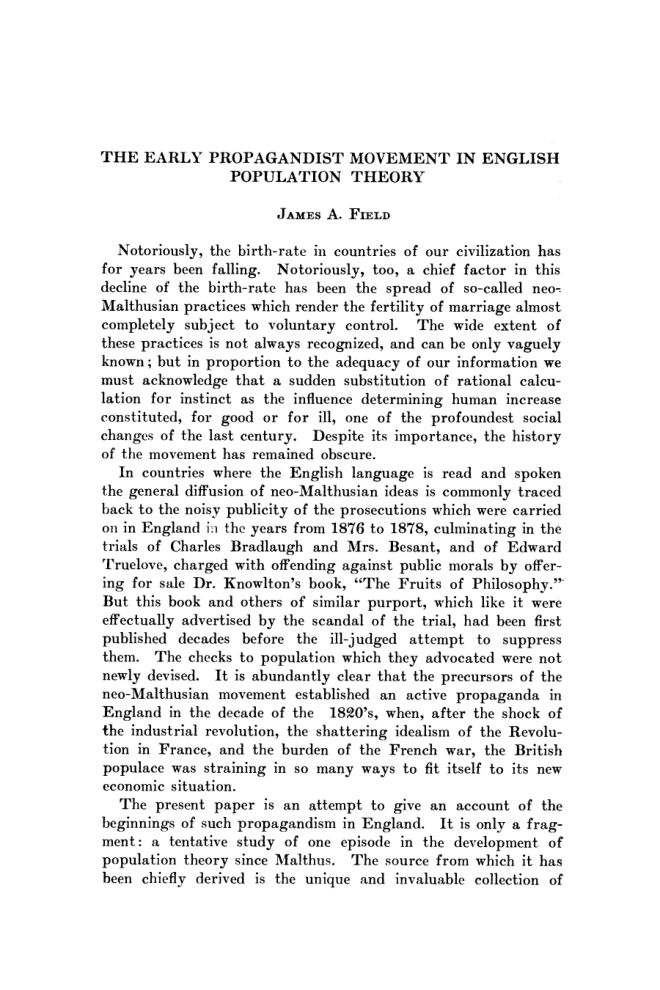 THE EARLY PROPAGANDIST MOVEMENT IN ENGLISH
POPULATION THEORY
JAMES A. FIELD
Notoriously, the birth-rate in countries of our civilization has
for years been falling. Notoriously, too, a chief factor in this
decline of the birth-rate has been the spread of so-called neo-
Malthusian practices which render the fertility of marriage almost
completely subject to voluntary control. The wide extent of
these practices is not always recognized, and can be only vaguely
known; but in proportion to the adequacy of our information we
must acknowledge that a sudden substitution of rational calcu-
lation for instinct as the influence determining human increase
constituted, for good or for ill, one of the profoundest social
changes of the last century. Despite its importance, the history
of the movement has remained obscure.
In countries where the English language is read and spoken
the general diffusion of neo-Malthusian ideas is commonly traced
back to the noisy publicity of the prosecutions which were carried
on in England in the years from 1876 to 1878, culminating in the
trials of Charles Bradlaugh and Mrs. Besant, and of Edward
Truelove, charged with offending against public morals by offer-
ing for sale Dr. Knowlton's book, "The Fruits of Philosophy."
But this book and others of similar purport, which like it were
effectually advertised by the scandal of the trial, had been first
published decades before the ill-judged attempt to suppress
them. The checks to population which they advocated were not
newly devised. It is abundantly clear that the precursors of the
neo-Malthusian movement established an active propaganda in
England in the decade of the 1820's, when, after the shock of
the industrial revolution, the shattering idealism of the Revolu-
tion in France, and the burden of the French war, the British
populace was straining in so many ways to fit itself to its new
economic situation.
The present paper is an attempt to give an account of the
beginnings of such propagandism in England. It is only a frag-
ment: a tentative study of one episode in the development of
population theory since Malthus. The source from which it has
been chiefly derived is the unique and invaluable collection of